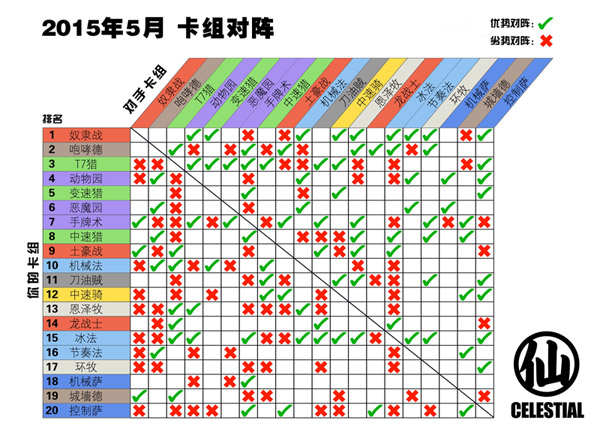 2015年5月 卡组对阵
优势对阵：
劣势对阵：
对手卡组
奴隶战
咆哮德
T7猎
动物园
变速猎
恶魔园
手牌术
中速猎
土豪战
机械法
刀油贼
中速骑
恩泽牧
龙战士
冰法
节奏法
环牧
机械萨
城墙德
控制萨
排名
你的卡组
1 奴隶战
2 咆哮德
3 T7猎
4 动物园
5 变速猎
6 恶魔园
7 手牌术
8 中速猎
9 土豪战
10 机械法
11 刀油贼
12 中速骑
13 恩泽牧
14 龙战士
15 冰法
16 节奏法
17 环牧
18 机械萨
19 城墙德
20 控制萨
仙
CELESTIAL